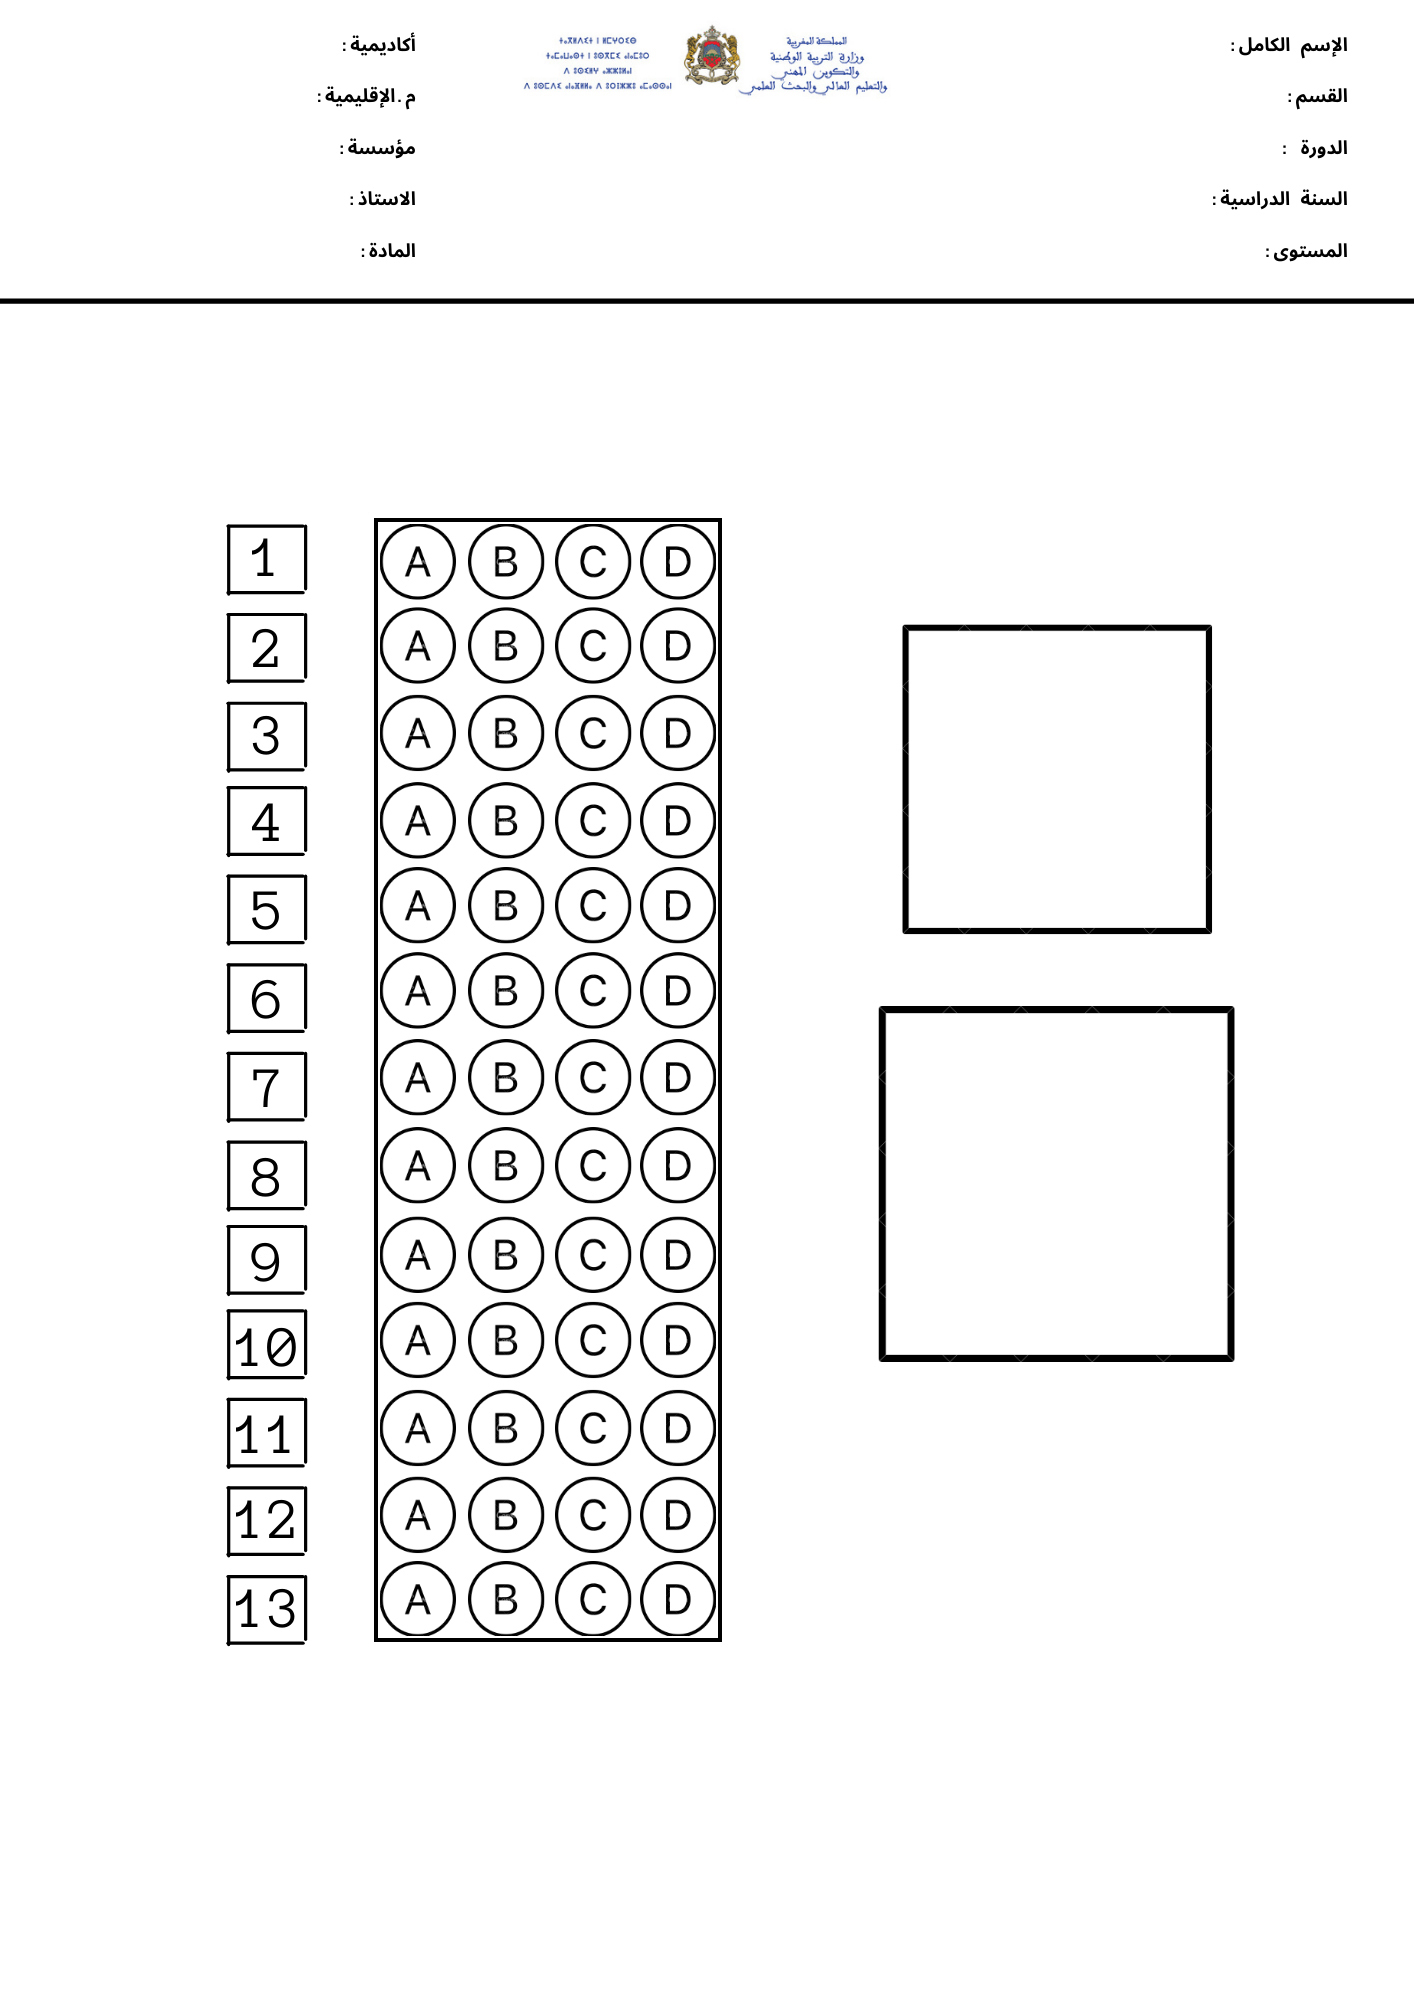 الإسم الكامل :
القسم :
الدورة :
السنة الدراسية :
المستوى :
المملكة المغربية
وزارة التربية الوطنية
والتكوين المهني
والتعليم العالي والبحث العلمي
أكاديمية :
م.الإقليمية :
مؤسسة :
الاستاذ :
المادة :
1 A B C D
2 A B C D
3 A B C D
4 A B C D
5 A B C D
6 A B C D
7 A B C D
8 A B C D
9 A B C D
10 A B C D
11 A B C D
12 A B C D
13 A B C D